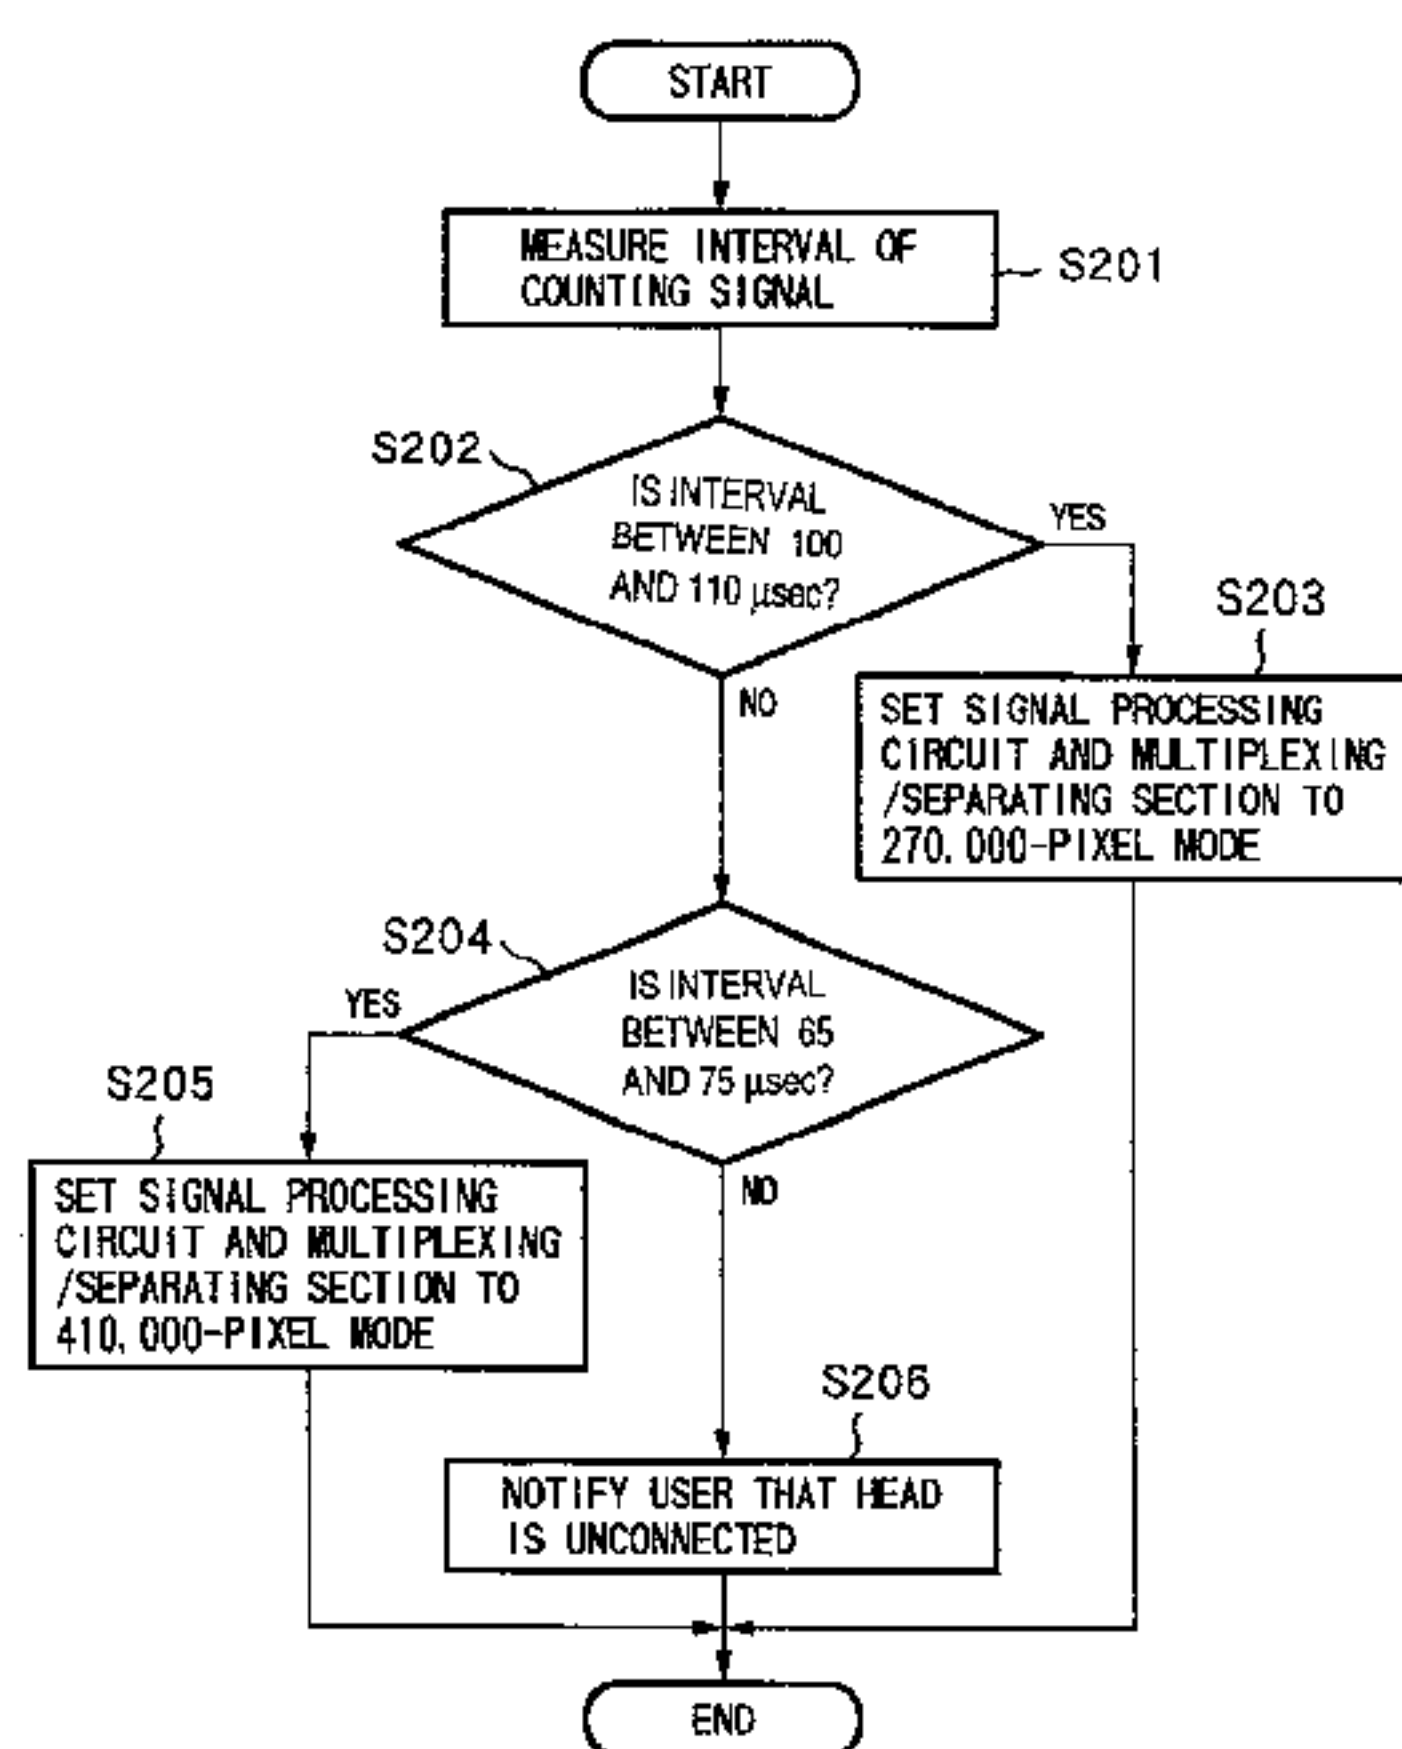 START
MEASURE INTERVAL OF
COUNTING SIGNAL
S201
S202
IS INTERVAL
BETWEEN 100
AND 110 µsec?
YES
NO
S203
SET SIGNAL PROCESSING
CIRCUIT AND MULTIPLEXING
/SEPARATING SECTION TO
270,000-PIXEL MODE
S204
IS INTERVAL
BETWEEN 65
AND 75 µsec?
YES
NO
S205
SET SIGNAL PROCESSING
CIRCUIT AND MULTIPLEXING
/SEPARATING SECTION TO
410,000-PIXEL MODE
S206
NOTIFY USER THAT HEAD
IS UNCONNECTED
END